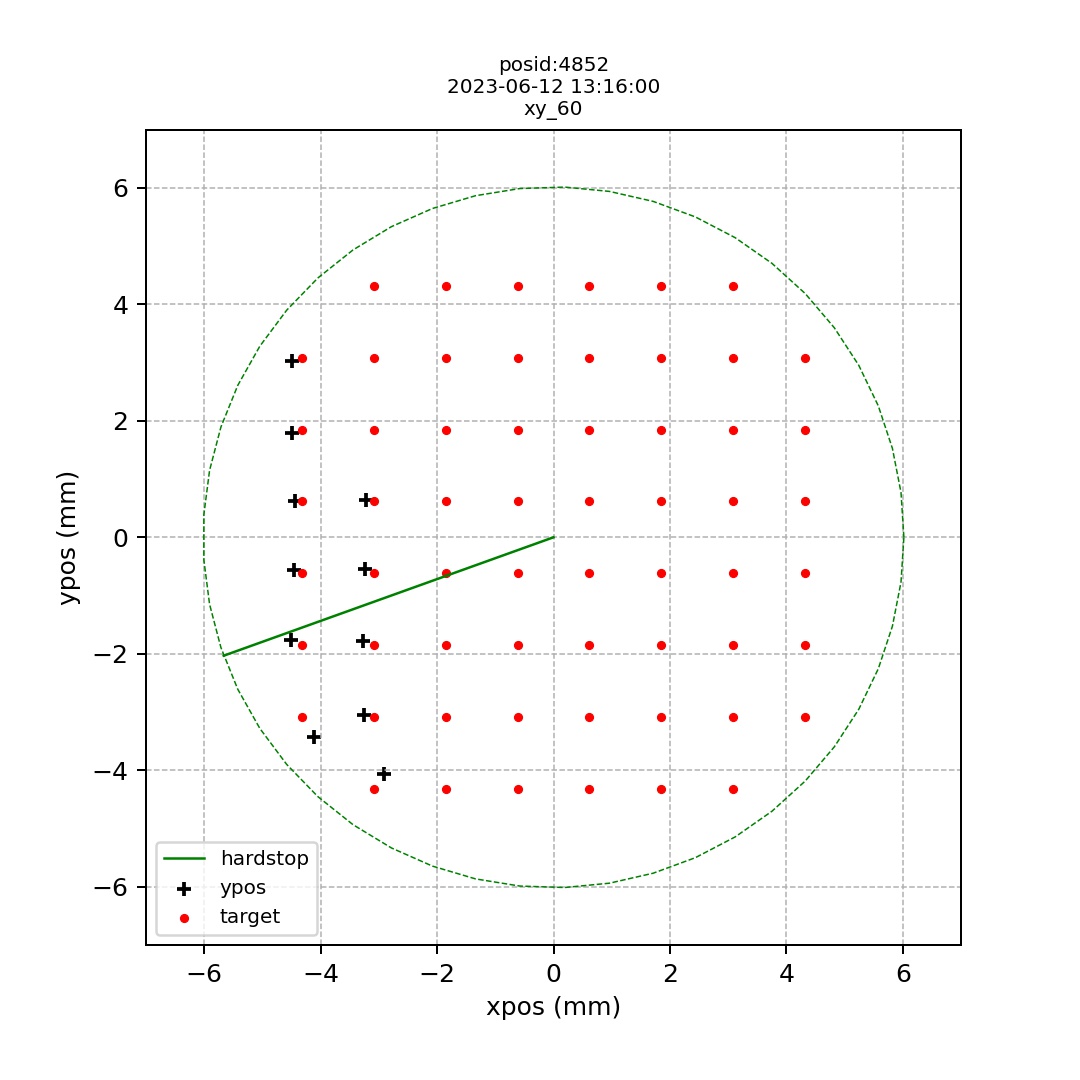 posid:4852
2023-06-12 13:16:00
xy_60
6
4
2
0
−2
−4
−6
ypos (mm)
hardstop
ypos
target
−6 −4 −2 0 2 4 6
xpos (mm)